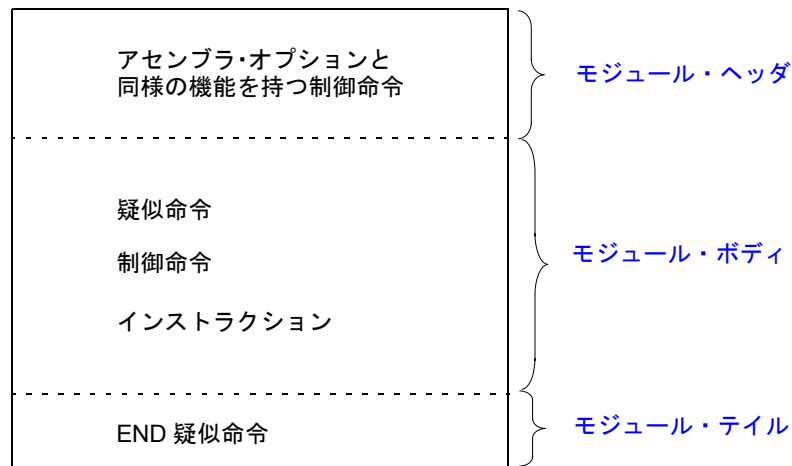 アセンブラ・オプションと
同様の機能を持つ制御命令
モジュール・ヘッダ
疑似命令
制御命令
インストラクション
モジュール・ボディ
END 疑似命令
モジュール・テイル